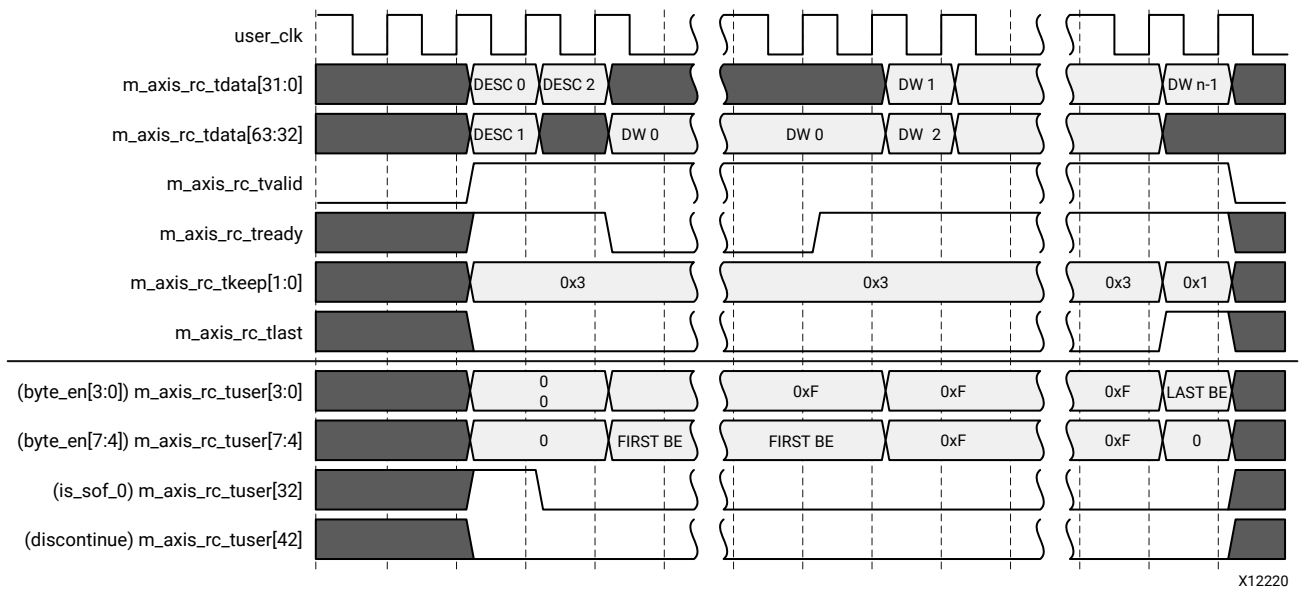 user_clk
m_axis_rc_tdata[31:0] DESC 0 DESC 2 DW 1 DW n-1
m_axis_rc_tdata[63:32] DESC 1 DW 0 DW 0 DW 2
m_axis_rc_tvalid
m_axis_rc_tready
m_axis_rc_tkeep[1:0] 0x3 0x3 0x3 0x1
m_axis_rc_tlast
(byte_en[3:0]) m_axis_rc_tuser[3:0] 0 0 0xF 0xF 0xF LAST BE
(byte_en[7:4]) m_axis_rc_tuser[7:4] 0 FIRST BE FIRST BE 0xF 0xF 0
(is_sof_0) m_axis_rc_tuser[32]
(discontinue) m_axis_rc_tuser[42]
X12220